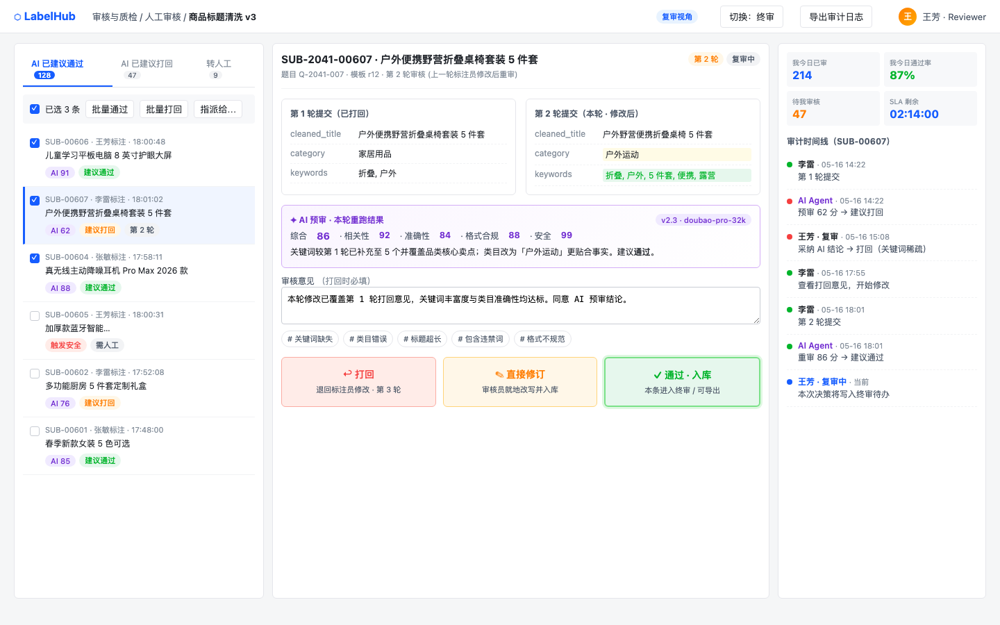 LabelHub
审核与质检 / 人工审核 / 商品标题清洗 v3
复审视角
切换：终审
导出审计日志
王
王芳 · Reviewer
AI 已建议通过
128
AI 已建议打回
47
转人工
9
已选 3 条
批量通过
批量打回
指派给...
SUB-00606 · 王芳标注 · 18:00:48
儿童学习平板电脑 8 英寸护眼大屏
AI 91
建议通过
SUB-00607 · 李雷标注 · 18:01:02
户外便携野营折叠桌椅套装 5 件套
AI 62
建议打回
第 2 轮
SUB-00604 · 张敏标注 · 17:58:11
真无线主动降噪耳机 Pro Max 2026 款
AI 88
建议通过
SUB-00605 · 王芳标注 · 18:00:31
加厚款蓝牙智能...
触发安全
需人工
SUB-00602 · 李雷标注 · 17:52:08
多功能厨房 5 件套定制礼盒
AI 76
建议打回
SUB-00601 · 张敏标注 · 17:48:00
春季新款女装 5 色可选
AI 85
建议通过
SUB-2041-00607 · 户外便携野营折叠桌椅套装 5 件套
第 2 轮
复审中
题目 Q-2041-007 · 模板 r12 · 第 2 轮审核 (上一轮标注员修改后重审)
第 1 轮提交（已打回）
cleaned_title 户外便携野营折叠桌椅套装 5 件套
category 家居用品
keywords 折叠, 户外
第 2 轮提交（本轮 · 修改后）
cleaned_title 户外野营便携折叠桌椅 5 件套
category 户外运动
keywords 折叠, 户外, 5 件套, 便携, 露营
✦ AI 预审 · 本轮重跑结果
v2.3 · doubao-pro-32k
综合 86 · 相关性 92 · 准确性 84 · 格式合规 88 · 安全 99
关键词较第 1 轮已补充至 5 个并覆盖品类核心卖点；类目改为「户外运动」更贴合事实。建议通过。
审核意见 （打回时必填）
本轮修改已覆盖第 1 轮打回意见，关键词丰富度与类目准确性均达标。同意 AI 预审结论。
# 关键词缺失
# 类目错误
# 标题超长
# 包含违禁词
# 格式不规范
↩ 打回
退回标注员修改 · 第 3 轮
✎ 直接修订
审核员就地改写并入库
✓ 通过 · 入库
本条进入终审 / 可导出
我今日已审
214
我今日通过率
87%
待我审核
47
SLA 剩余
02:14:00
审计时间线（SUB-00607）
李雷 · 05-16 14:22
第 1 轮提交
AI Agent · 05-16 14:22
预审 62 分 → 建议打回
王芳 · 复审 · 05-16 15:08
采纳 AI 结论 → 打回（关键词稀疏）
李雷 · 05-16 17:55
查看打回意见，开始修改
李雷 · 05-16 18:01
第 2 轮提交
AI Agent · 05-16 18:01
重审 86 分 → 建议通过
王芳 · 复审中 · 当前
本次决策将写入终审待办